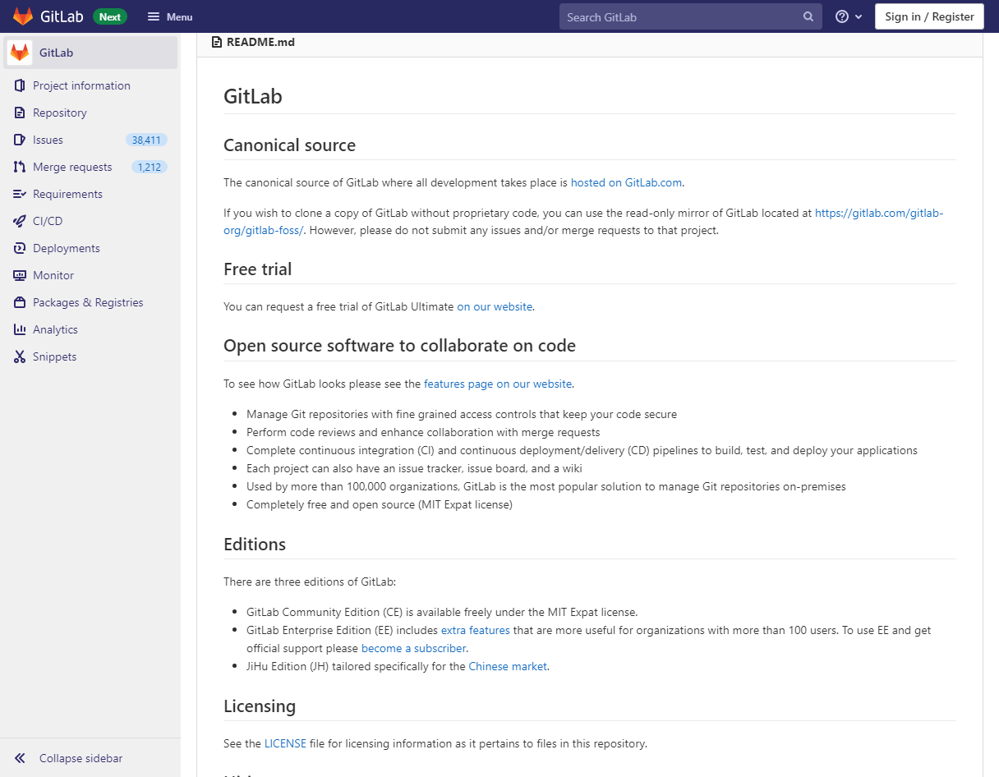 GitLab Next Menu Search GitLab Sign in / Register
GitLab
Project information
Repository
Issues 38,411
Merge requests 1,212
Requirements
CI/CD
Deployments
Monitor
Packages & Registries
Analytics
Snippets
Collapse sidebar
README.md
GitLab
Canonical source
The canonical source of GitLab where all development takes place is hosted on GitLab.com.
If you wish to clone a copy of GitLab without proprietary code, you can use the read-only mirror of GitLab located at https://gitlab.com/gitlab-
org/gitlab-foss/. However, please do not submit any issues and/or merge requests to that project.
Free trial
You can request a free trial of GitLab Ultimate on our website.
Open source software to collaborate on code
To see how GitLab looks please see the features page on our website.
• Manage Git repositories with fine grained access controls that keep your code secure
• Perform code reviews and enhance collaboration with merge requests
• Complete continuous integration (CI) and continuous deployment/delivery (CD) pipelines to build, test, and deploy your applications
• Each project can also have an issue tracker, issue board, and a wiki
• Used by more than 100,000 organizations, GitLab is the most popular solution to manage Git repositories on-premises
• Completely free and open source (MIT Expat license)
Editions
There are three editions of GitLab:
• GitLab Community Edition (CE) is available freely under the MIT Expat license.
• GitLab Enterprise Edition (EE) includes extra features that are more useful for organizations with more than 100 users. To use EE and get
official support please become a subscriber.
• JiHu Edition (JH) tailored specifically for the Chinese market.
Licensing
See the LICENSE file for licensing information as it pertains to files in this repository.